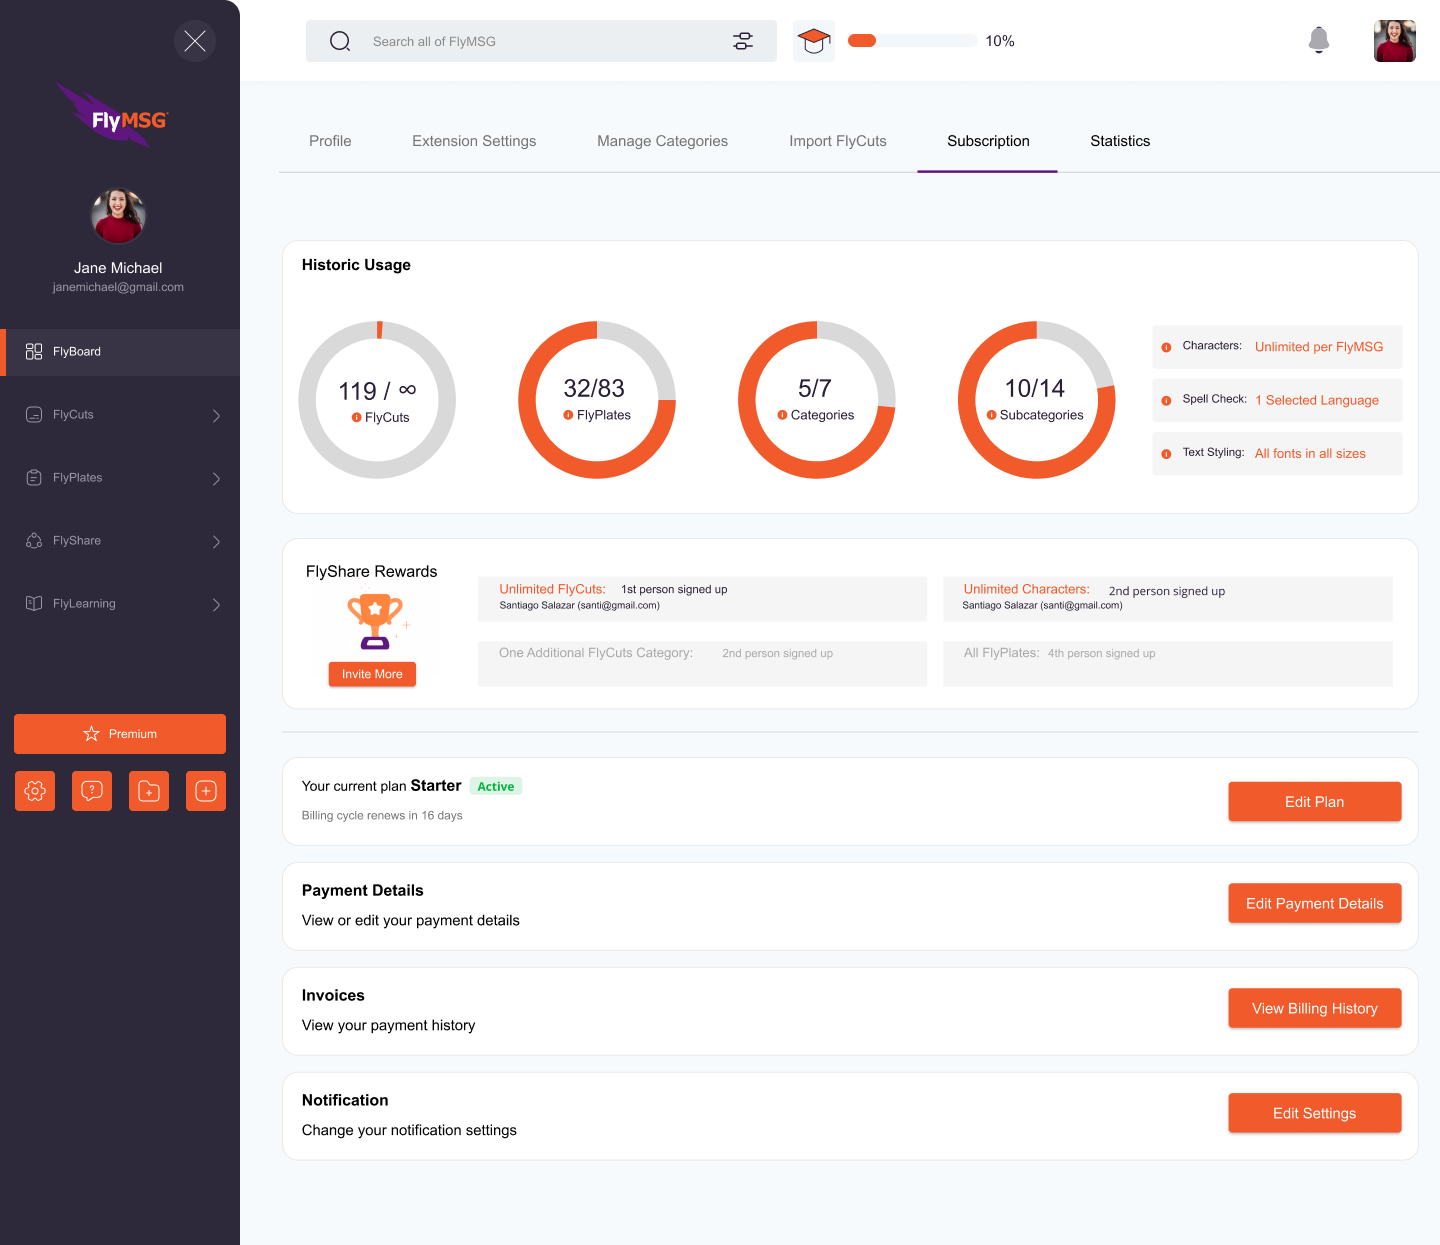 Search all of FlyMSG
10%
FlyMSG
Jane Michael
janemichael@gmail.com
FlyBoard
FlyCuts
FlyPlates
FlyShare
FlyLearning
Premium
Profile
Extension Settings
Manage Categories
Import FlyCuts
Subscription
Statistics
Historic Usage
119 / ∞
FlyCuts
32/83
FlyPlates
5/7
Categories
10/14
Subcategories
Characters: Unlimited per FlyMSG
Spell Check: 1 Selected Language
Text Styling: All fonts in all sizes
FlyShare Rewards
Invite More
Unlimited FlyCuts: 1st person signed up
Santiago Salazar (santi@gmail.com)
Unlimited Characters: 2nd person signed up
Santiago Salazar (santi@gmail.com)
One Additional FlyCuts Category: 2nd person signed up
All FlyPlates: 4th person signed up
Your current plan Starter Active
Billing cycle renews in 16 days
Edit Plan
Payment Details
View or edit your payment details
Edit Payment Details
Invoices
View your payment history
View Billing History
Notification
Change your notification settings
Edit Settings